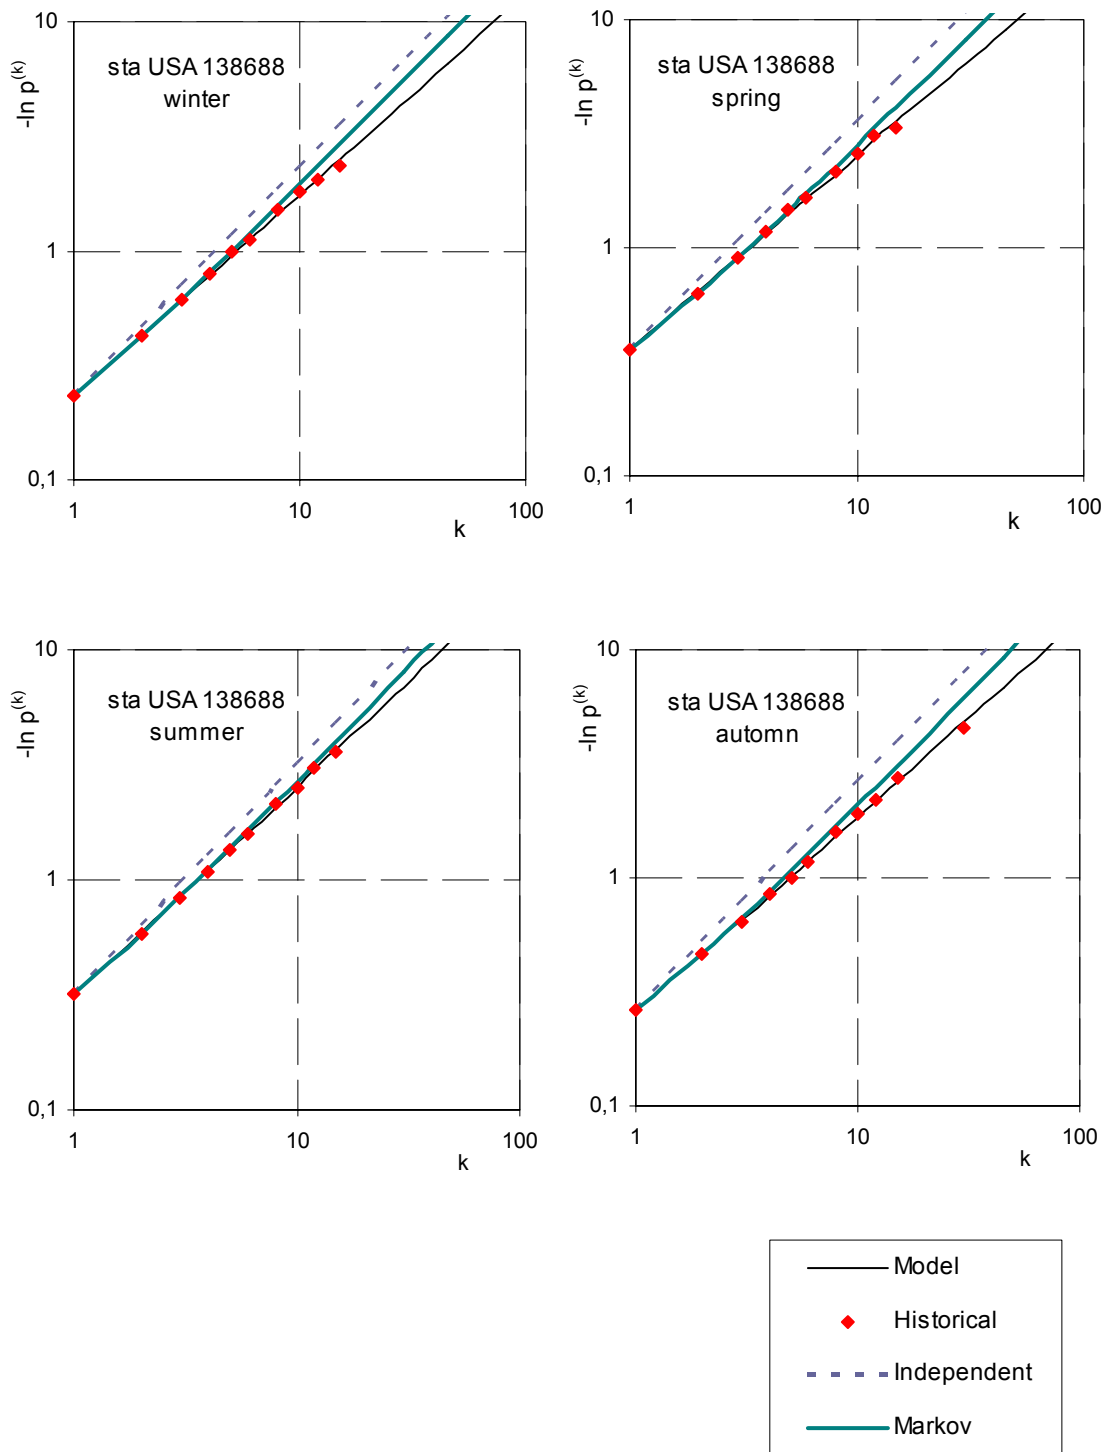 10
-ln p(k)
sta USA 138688
winter
1
0,1
1
10
100
k
10
-ln p(k)
sta USA 138688
spring
1
0,1
1
10
100
k
10
-ln p(k)
sta USA 138688
summer
1
0,1
1
10
100
k
10
-ln p(k)
sta USA 138688
automn
1
0,1
1
10
100
k
Model
Historical
Independent
Markov